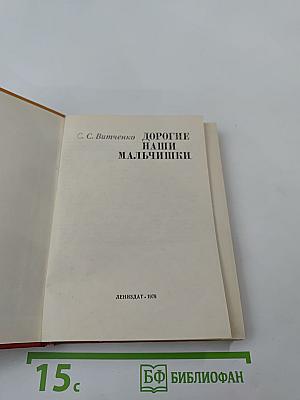 С. С. Витченко
ДОРОГИЕ
НАШИ
МАЛЬЧИШКИ
ЛЕНИЗДАт • 1978
15с
БФ БИБЛИОФАН